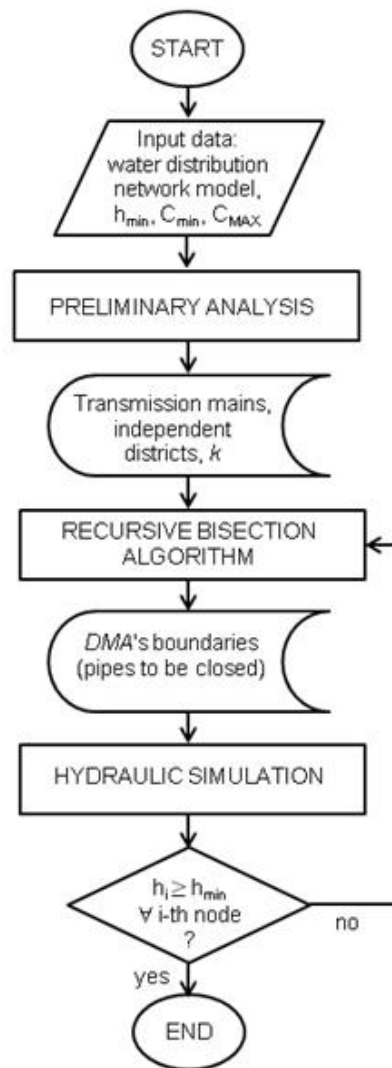 START
Input data:
water distribution
network model,
hmin, Cmin, CMAX
PRELIMINARY ANALYSIS
Transmission mains,
independent
districts, k
RECURSIVE BISECTION
ALGORITHM
DMA's boundaries
(pipes to be closed)
HYDRAULIC SIMULATION
hi ≥ hmin
∀ i-th node
?
no
yes
END